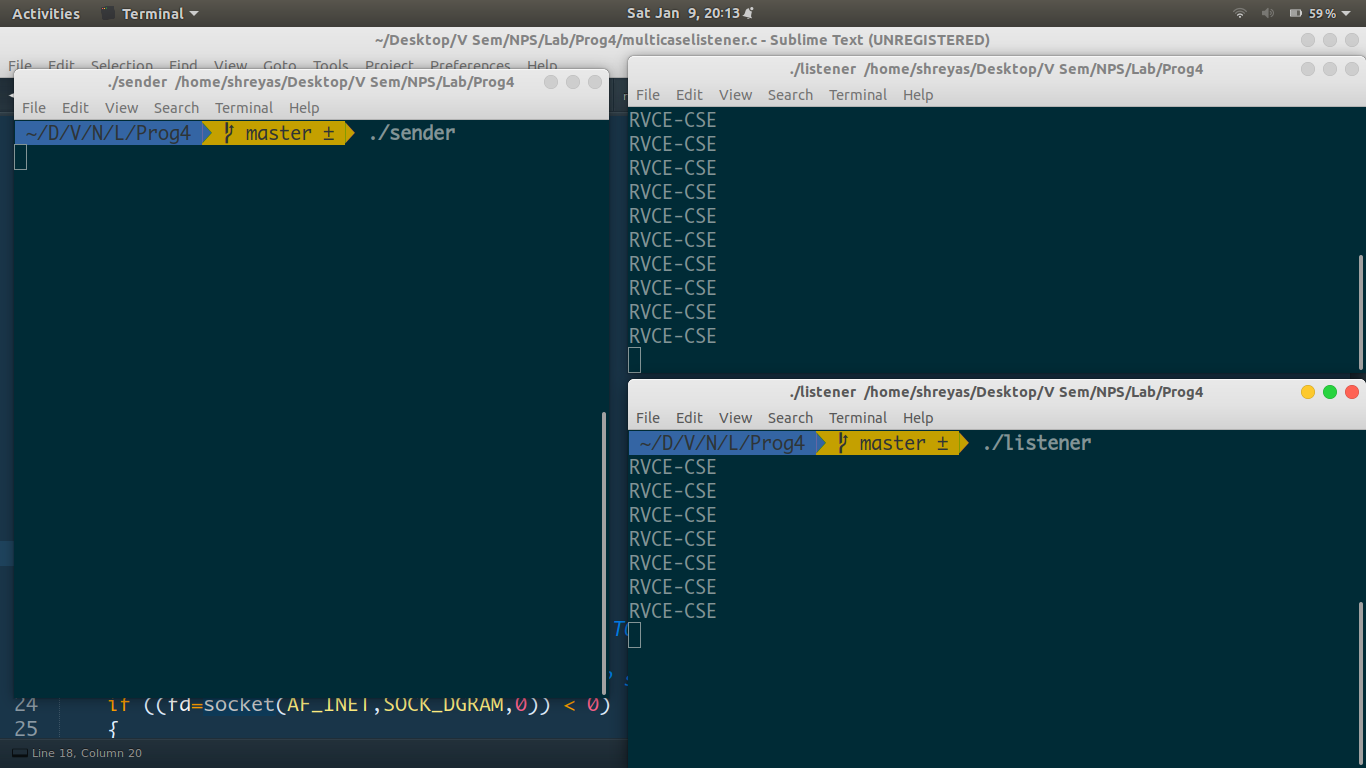 Activities Terminal Sat Jan 9, 20:13 59%
~/Desktop/V Sem/NPS/Lab/Prog4/multicaselistener.c - Sublime Text (UNREGISTERED)
File Edit Selection Find View Goto Tools Project Preferences Help
./sender /home/shreyas/Desktop/V Sem/NPS/Lab/Prog4
File Edit View Search Terminal Help
~/D/V/N/L/Prog4 master ± ./sender
./listener /home/shreyas/Desktop/V Sem/NPS/Lab/Prog4
File Edit View Search Terminal Help
RVCE-CSE
RVCE-CSE
RVCE-CSE
RVCE-CSE
RVCE-CSE
RVCE-CSE
RVCE-CSE
RVCE-CSE
RVCE-CSE
RVCE-CSE
./listener /home/shreyas/Desktop/V Sem/NPS/Lab/Prog4
File Edit View Search Terminal Help
~/D/V/N/L/Prog4 master ± ./listener
RVCE-CSE
RVCE-CSE
RVCE-CSE
RVCE-CSE
RVCE-CSE
RVCE-CSE
RVCE-CSE
24 if ((fd=socket(AF_INET,SOCK_DGRAM,0)) < 0)
25 {
Line 18, Column 20